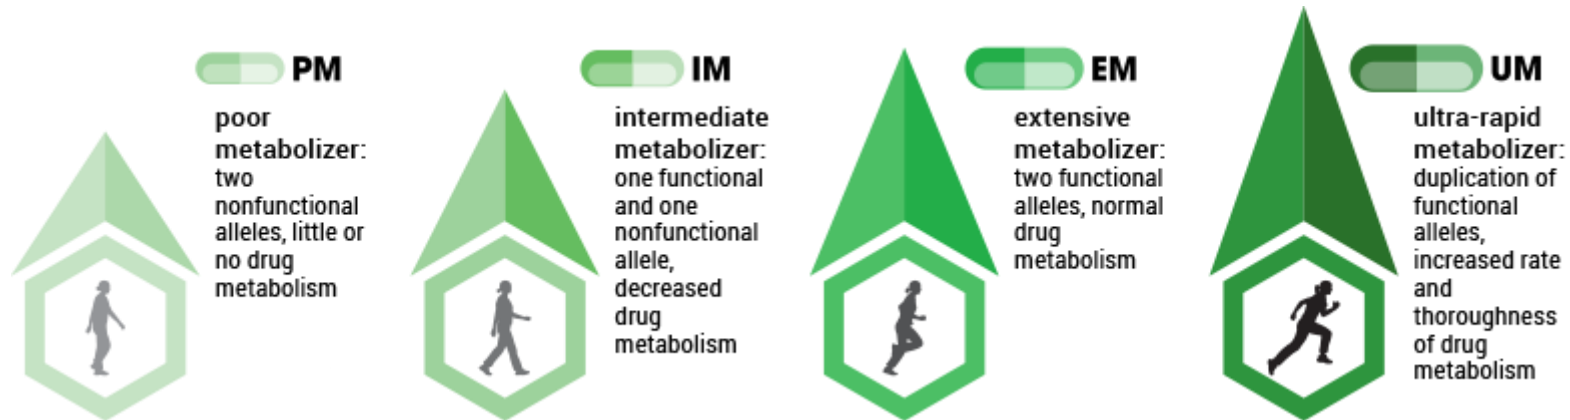 PM
poor
metabolizer:
two
nonfunctional
alleles, little or
no drug
metabolism
IM
intermediate
metabolizer:
one functional
and one
nonfunctional
allele,
decreased
drug
metabolism
EM
extensive
metabolizer:
two functional
alleles, normal
drug
metabolism
UM
ultra-rapid
metabolizer:
duplication of
functional
alleles,
increased rate
and
thoroughness
of drug
metabolism